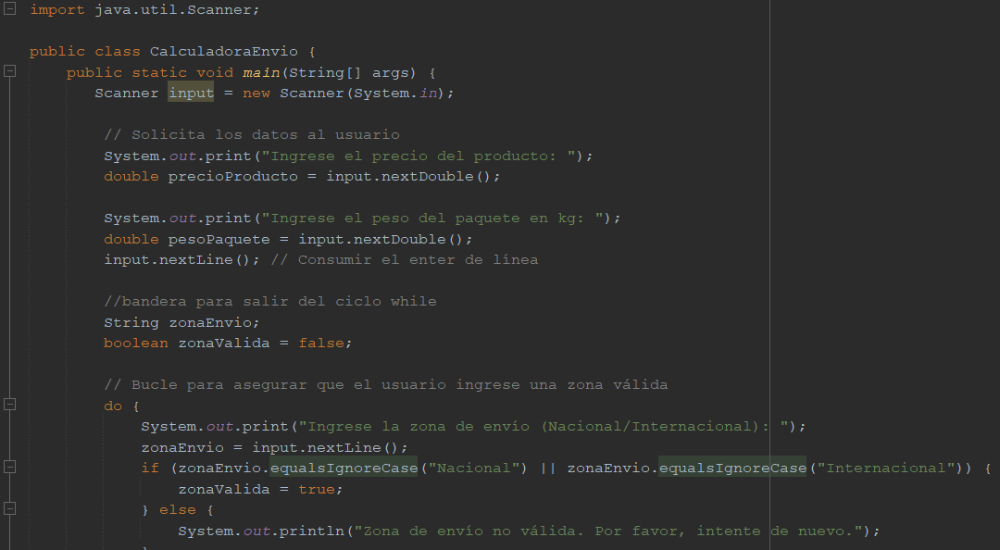 import java.util.Scanner;
public class CalculadoraEnvio {
public static void main(String[] args) {
Scanner input = new Scanner(System.in);
// Solicita los datos al usuario
System.out.print("Ingrese el precio del producto: ");
double precioProducto = input.nextDouble();
System.out.print("Ingrese el peso del paquete en kg: ");
double pesoPaquete = input.nextDouble();
input.nextLine(); // Consumir el enter de línea
//bandera para salir del ciclo while
String zonaEnvio;
boolean zonaValida = false;
// Bucle para asegurar que el usuario ingrese una zona válida
do {
System.out.print("Ingrese la zona de envío (Nacional/Internacional): ");
zonaEnvio = input.nextLine();
if (zonaEnvio.equalsIgnoreCase("Nacional") || zonaEnvio.equalsIgnoreCase("Internacional")) {
zonaValida = true;
} else {
System.out.println("Zona de envío no válida. Por favor, intente de nuevo.");